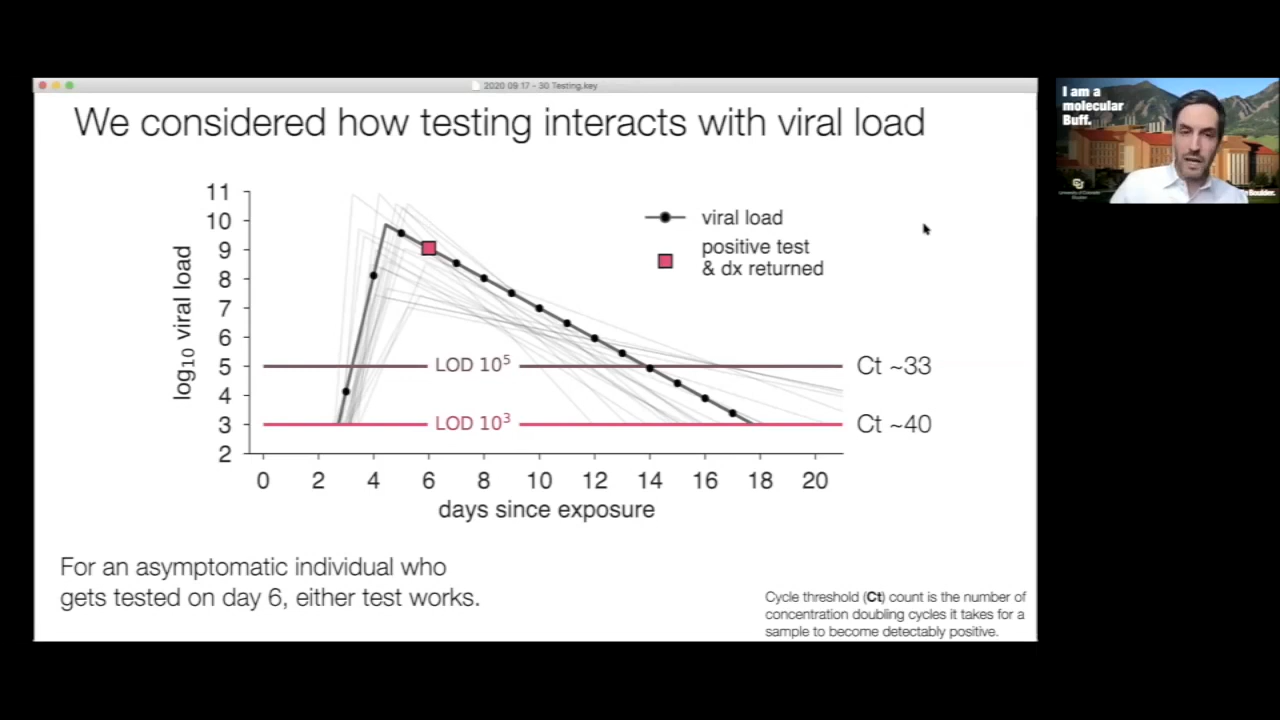 2020 09 17 - 30 Testing.key
We considered how testing interacts with viral load
I am a
molecular
Buff.
Boulder.
11
10
9
8
7
6
5
4
3
2
log10 viral load
viral load
positive test
& dx returned
LOD 10⁵
Ct ~33
LOD 10³
Ct ~40
0 2 4 6 8 10 12 14 16 18 20
days since exposure
For an asymptomatic individual who
gets tested on day 6, either test works.
Cycle threshold (Ct) count is the number of
concentration doubling cycles it takes for a
sample to become detectably positive.